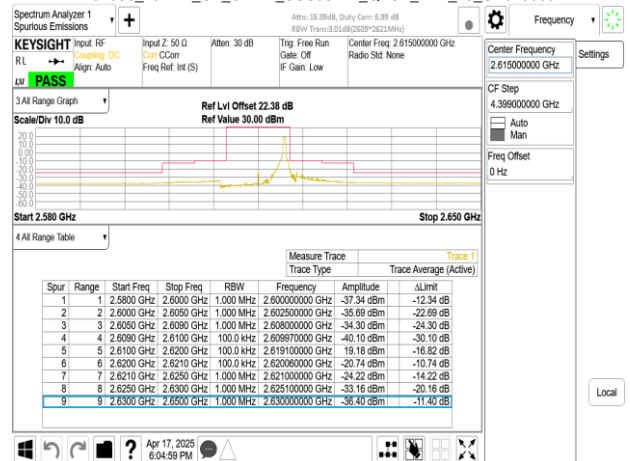 Spectrum Analyzer 1
Spurious Emissions
Attn: 15.39dB, Duty Corr: 6.99 dB
RBW Trans:3.01dB(2609~2621MHz)
Frequency
KEYSIGHT
Input: RF
Input Z: 50 Ω
Atten: 30 dB
Trig: Free Run
Center Freq: 2.615000000 GHz
RL
Coupling: DC
Corr CCorr
Gate: Off
Radio Std: None
Align: Auto
Freq Ref: Int (S)
IF Gain: Low
LXI
PASS
Center Frequency
2.615000000 GHz
Settings
CF Step
4.399000000 GHz
Auto
Man
Freq Offset
0 Hz
3 All Range Graph
Ref Lvl Offset 22.38 dB
Scale/Div 10.0 dB
Ref Value 30.00 dBm
20.0
10.0
0.00
-10.0
-20.0
-30.0
-40.0
-50.0
-60.0
Start 2.580 GHz
Stop 2.650 GHz
4 All Range Table
Measure Trace Trace 1
Trace Type Trace Average (Active)
Spur Range Start Freq Stop Freq RBW Frequency Amplitude ΔLimit
1 1 2.5800 GHz 2.6000 GHz 1.000 MHz 2.600000000 GHz -37.34 dBm -12.34 dB
2 2 2.6000 GHz 2.6050 GHz 1.000 MHz 2.602500000 GHz -35.69 dBm -22.69 dB
3 3 2.6050 GHz 2.6090 GHz 1.000 MHz 2.608000000 GHz -34.30 dBm -24.30 dB
4 4 2.6090 GHz 2.6100 GHz 100.0 kHz 2.609970000 GHz -40.10 dBm -30.10 dB
5 5 2.6100 GHz 2.6200 GHz 100.0 kHz 2.619100000 GHz 19.18 dBm -16.82 dB
6 6 2.6200 GHz 2.6210 GHz 100.0 kHz 2.620060000 GHz -20.74 dBm -10.74 dB
7 7 2.6210 GHz 2.6250 GHz 1.000 MHz 2.621000000 GHz -24.22 dBm -14.22 dB
8 8 2.6250 GHz 2.6300 GHz 1.000 MHz 2.625100000 GHz -33.16 dBm -20.16 dB
9 9 2.6300 GHz 2.6500 GHz 1.000 MHz 2.630000000 GHz -36.40 dBm -11.40 dB
Local
Apr 17, 2025
6:04:59 PM